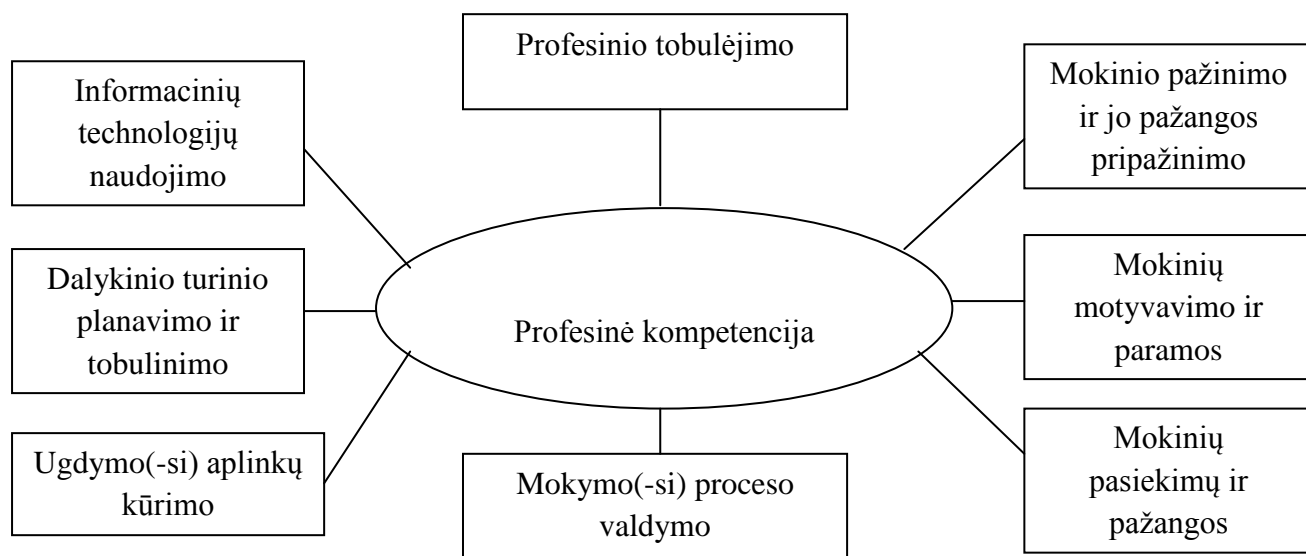 Profesinio tobulėjimo
Informacinių
technologijų
naudojimo
Mokinio pažinimo
ir jo pažangos
pripažinimo
Dalykinio turinio
planavimo ir
tobulinimo
Profesinė kompetencija
Mokinių
motyvavimo ir
paramos
Ugdymo(-si) aplinkų
kūrimo
Mokymo(-si) proceso
valdymo
Mokinių
pasiekimų ir
pažangos